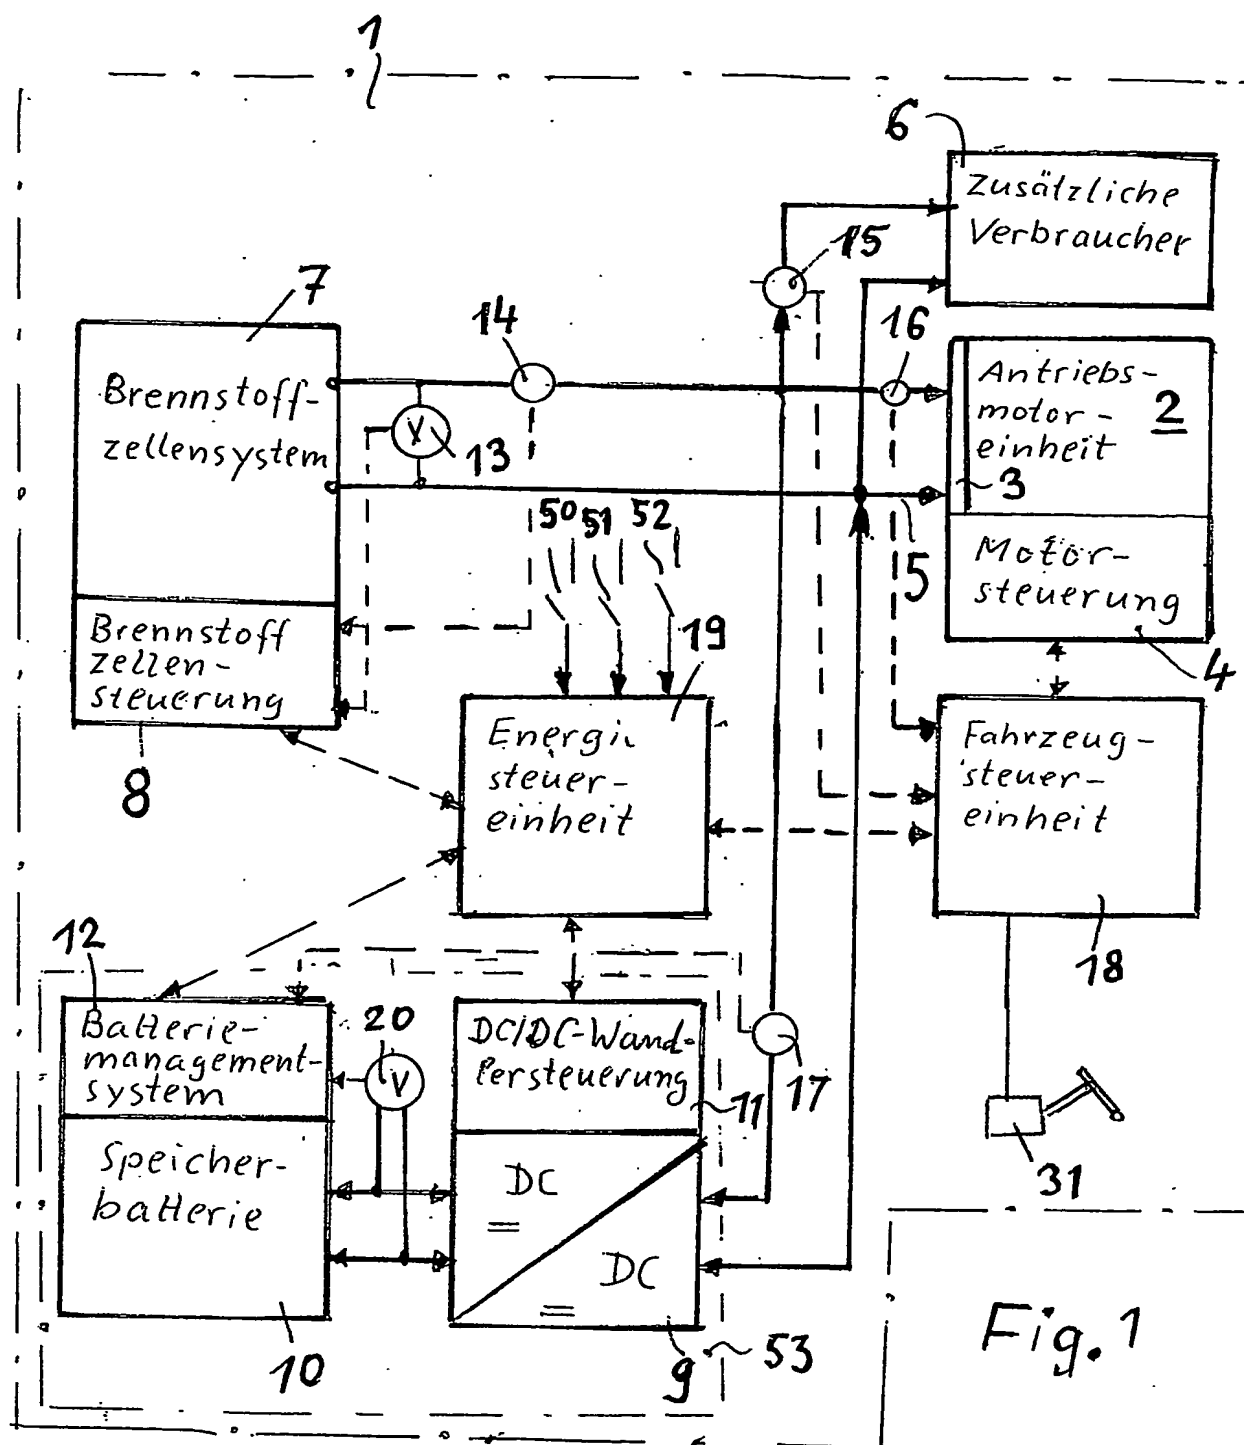 1
6
Zusätzliche
Verbraucher
15
7
14
16
Brennstoff-
zellensystem
V
13
Antriebs-
motor-
einheit
2
3
50
51
52
5
Motor-
steuerung
4
Brennstoff
zellen-
steuerung
8
19
Energi
steuer-
einheit
Fahrzeug-
steuer-
einheit
18
12
Batterie-
management-
system
20
V
DC/DC-Wand-
lersteuerung
11
17
31
Speicher-
batterie
10
DC
=
DC
=
9
53
Fig. 1